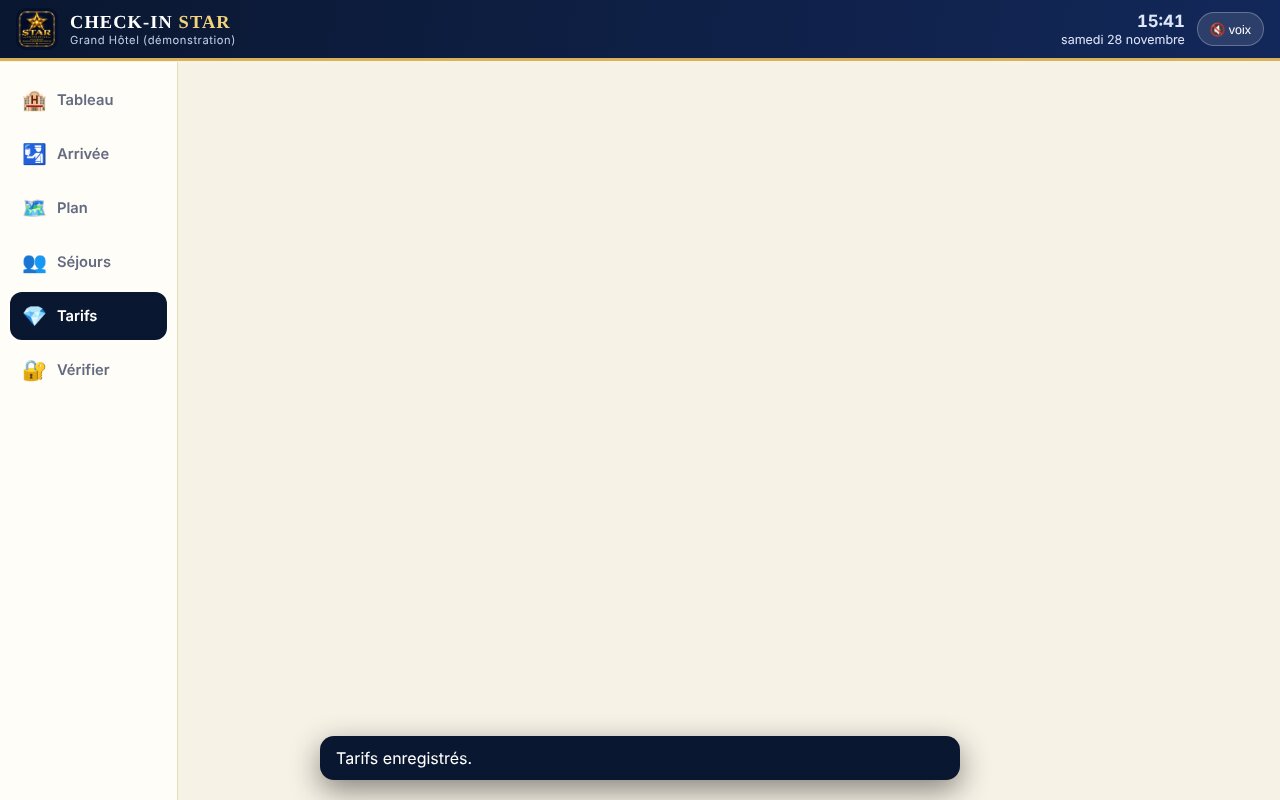 STAR
CHECK-IN STAR
Grand Hôtel (démonstration)
15:41
samedi 28 novembre
voix
Tableau
Arrivée
Plan
Séjours
Tarifs
Vérifier
Tarifs enregistrés.